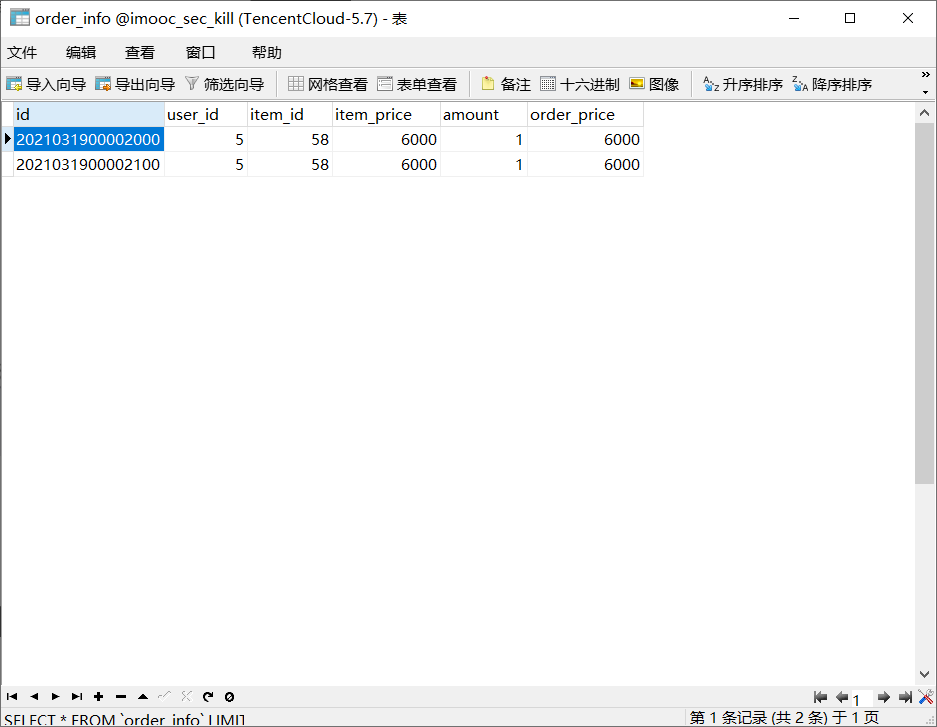 order_info @imooc_sec_kill (TencentCloud-5.7) - 表
文件 编辑 查看 窗口 帮助
导入向导 导出向导 筛选向导 网格查看 表单查看 备注 十六进制 图像 升序排序 降序排序
id user_id item_id item_price amount order_price
2021031900002000 5 58 6000 1 6000
2021031900002100 5 58 6000 1 6000
1
SELECT * FROM `order_info` LIMIT 第 1 条记录 (共 2 条) 于 1 页